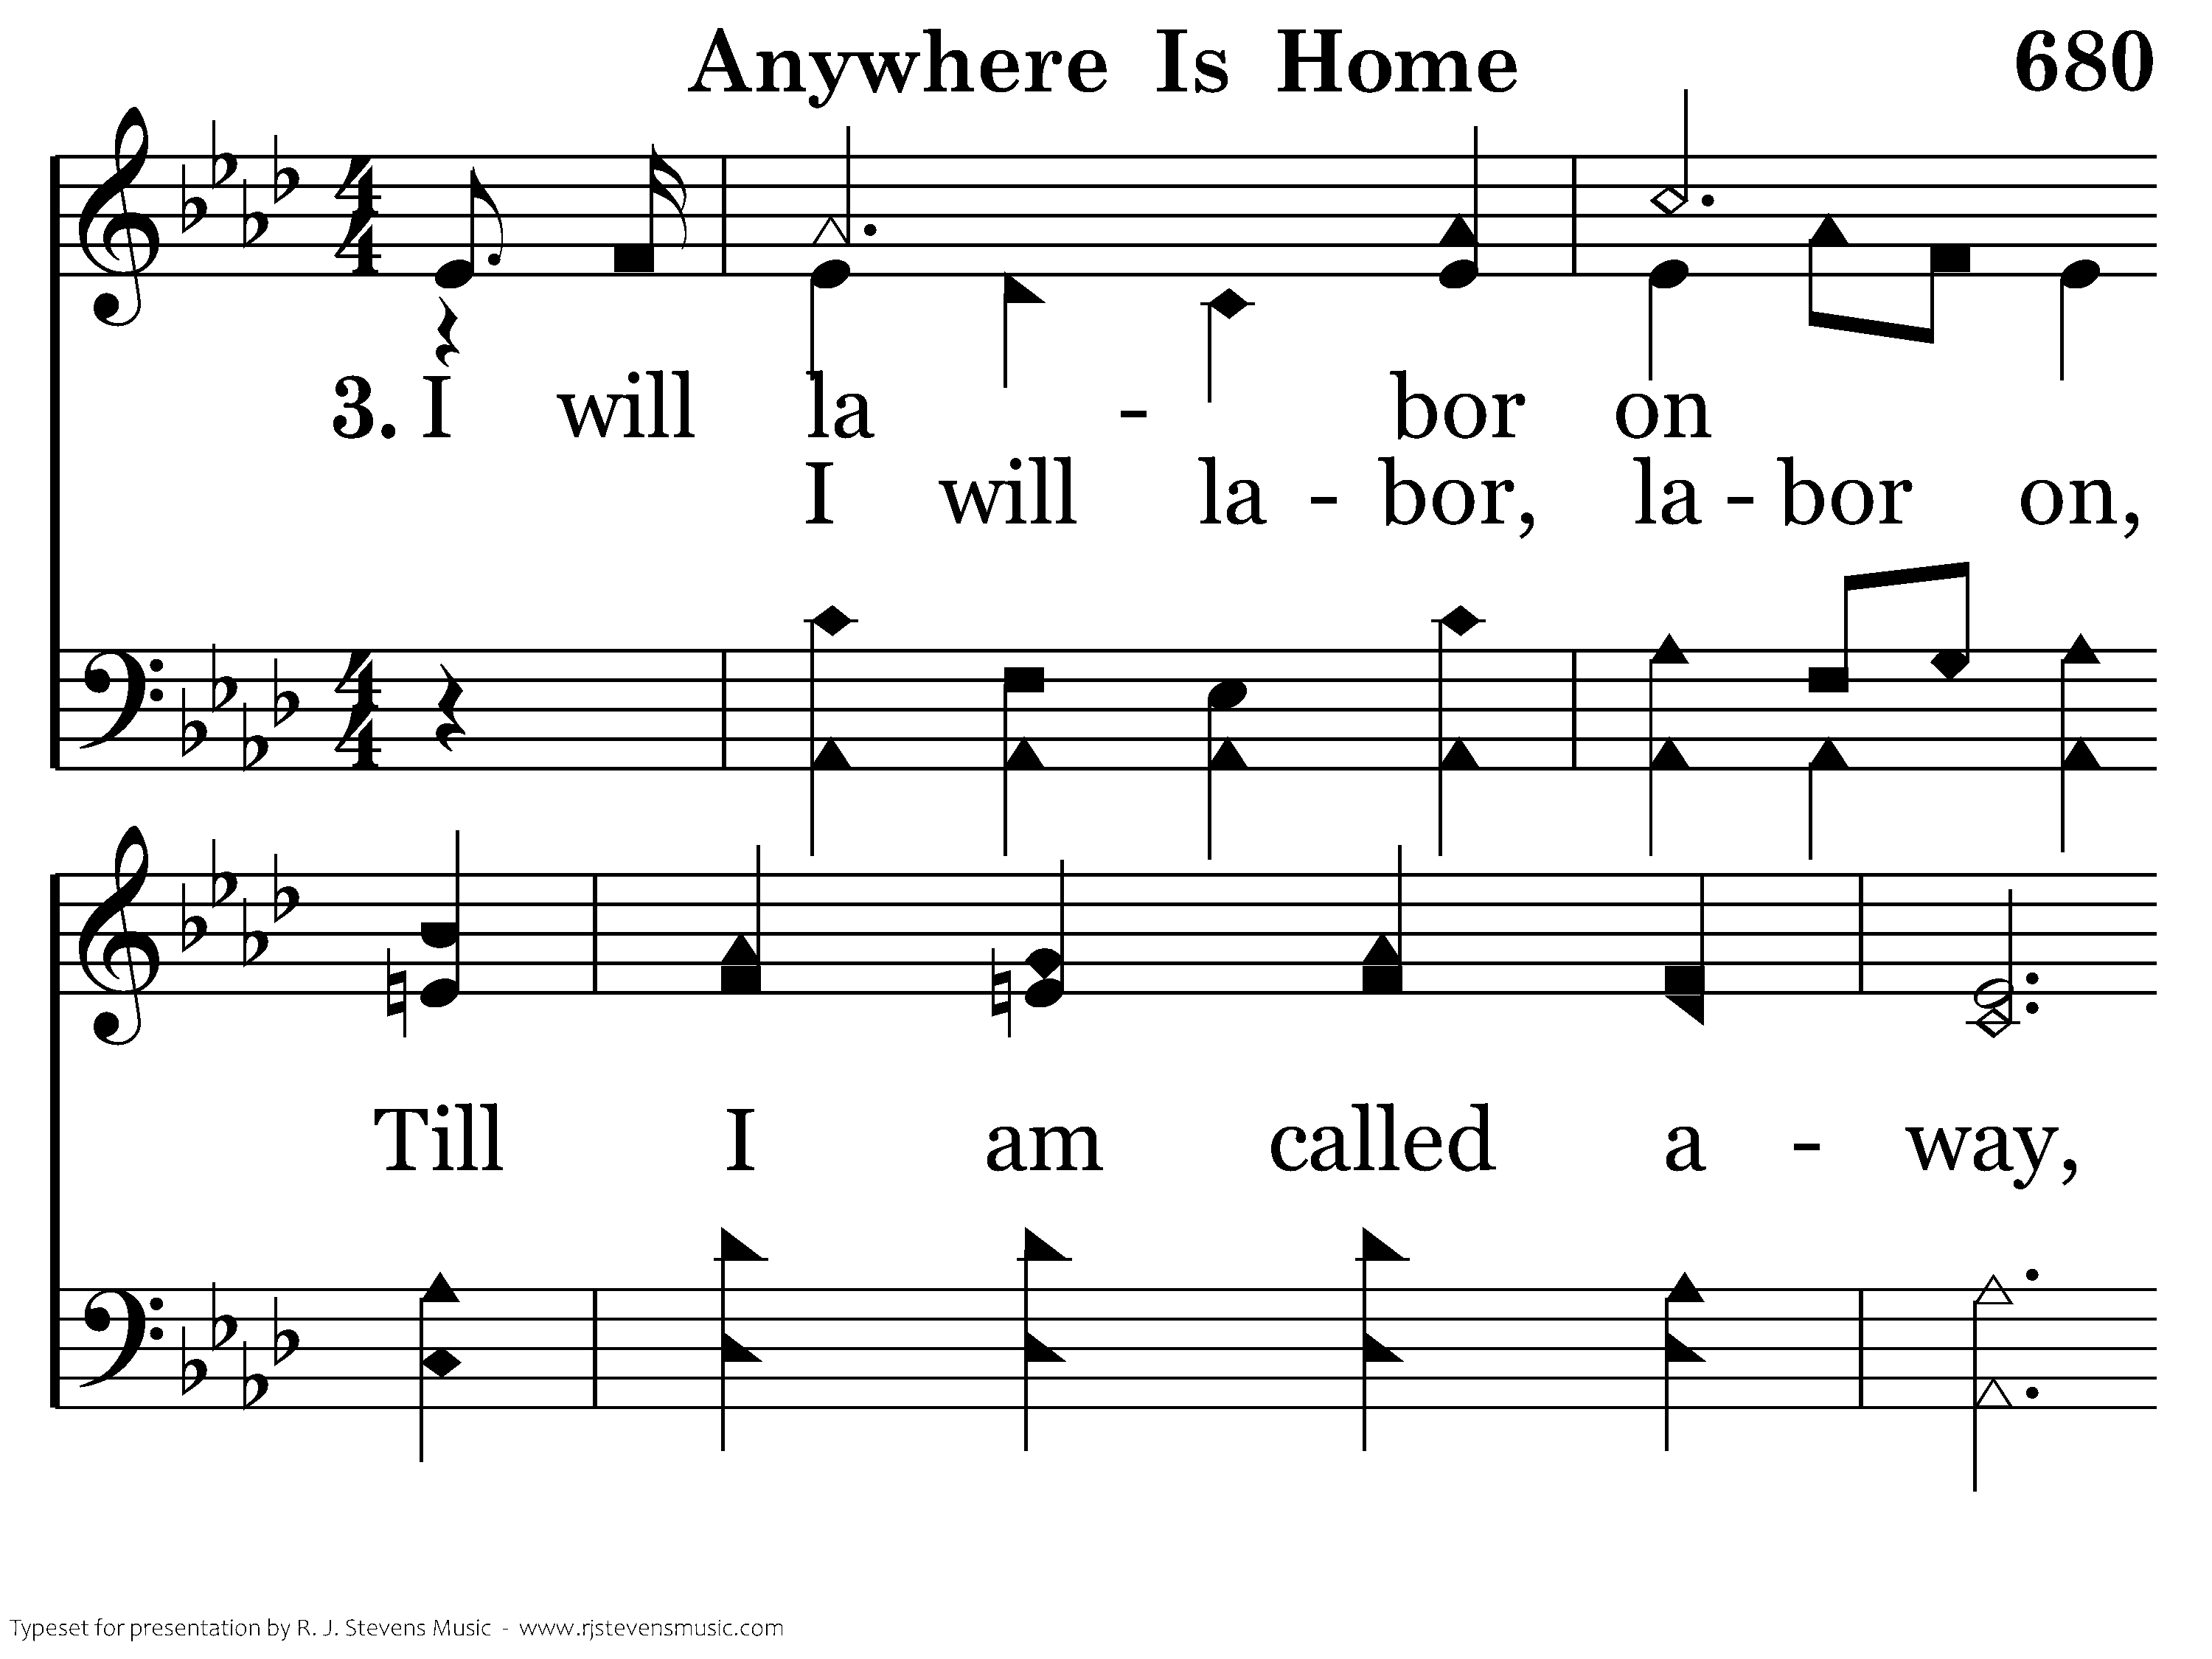 Anywhere Is Home 680
3. I will la - bor on
I will la - bor, la - bor on,
Till I am called a - way,
Typeset for presentation by R. J. Stevens Music - www.rjstevensmusic.com